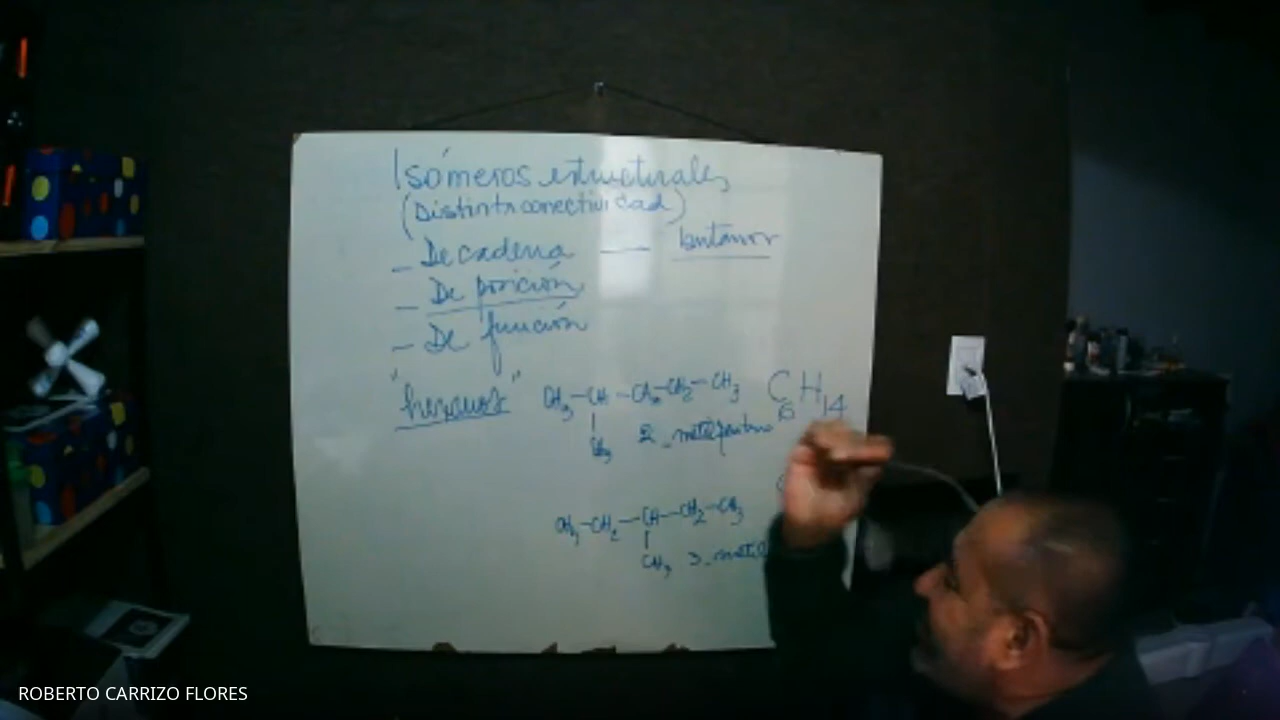 Isómeros estructurales
(Distinta conectividad)
- De cadena — butanos
- De posición
- De función
"hexanos" CH3-CH-CH2-CH2-CH3 C6H14
CH3 2-metilpentano
CH3-CH2-CH-CH2-CH3
CH3 3-metil
ROBERTO CARRIZO FLORES